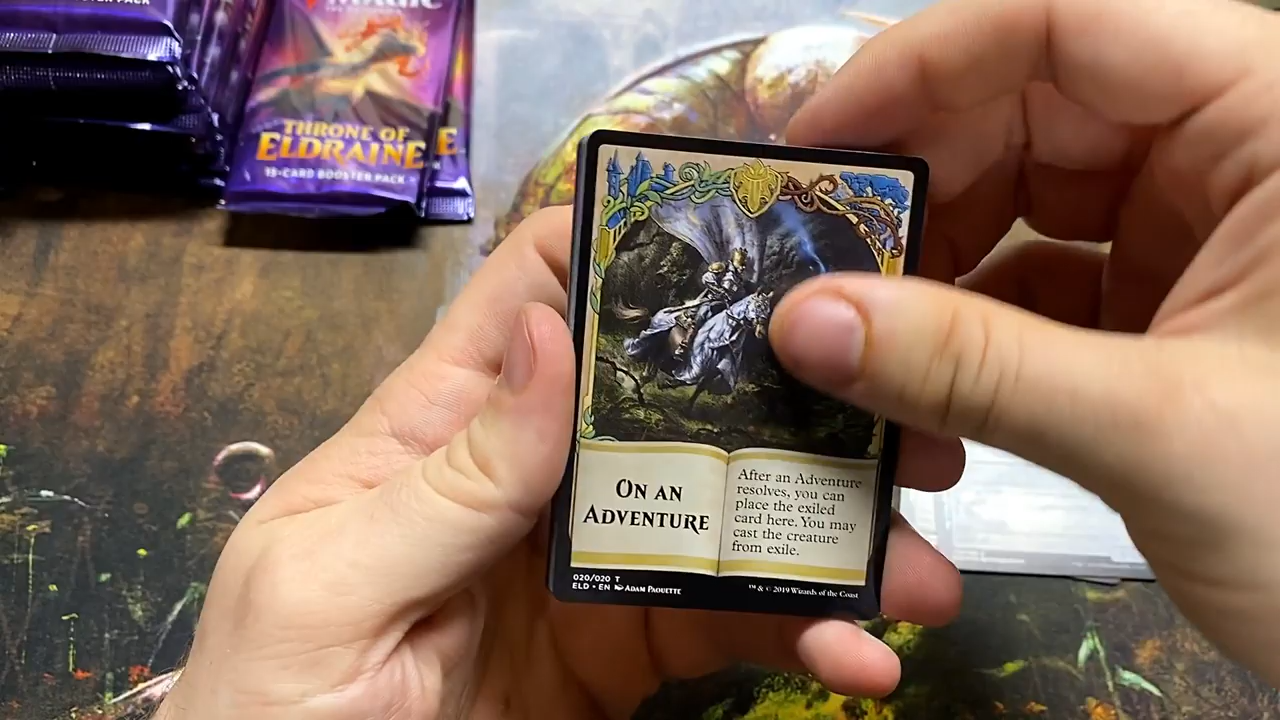 THRONE OF
ELDRAINE
15-CARD BOOSTER PACK
ON AN
ADVENTURE
After an Adventure
resolves, you can
place the exiled
card here. You may
cast the creature
from exile.
020/020 T
ELD • EN ADAM PAQUETTE
™ & © 2019 Wizards of the Coast